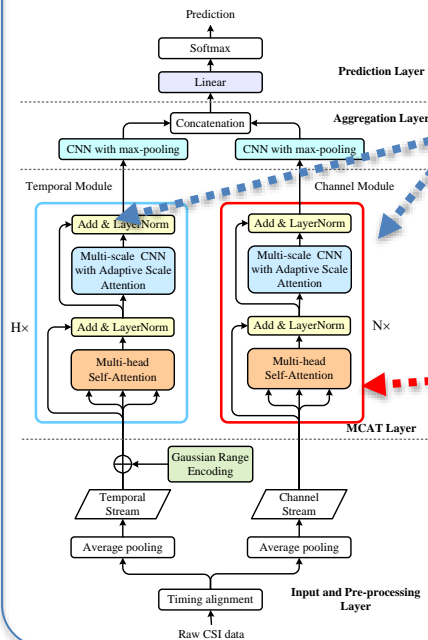 Prediction
Softmax
Linear
Prediction Layer
Aggregation Layer
Concatenation
CNN with max-pooling
CNN with max-pooling
Temporal Module
Channel Module
Add & LayerNorm
Add & LayerNorm
Multi-scale CNN
with Adaptive Scale
Attention
Multi-scale CNN
with Adaptive Scale
Attention
H×
Add & LayerNorm
Add & LayerNorm
N×
Multi-head
Self-Attention
Multi-head
Self-Attention
MCAT Layer
Gaussian Range
Encoding
Temporal
Stream
Channel
Stream
Average pooling
Average pooling
Timing alignment
Input and Pre-processing
Layer
Raw CSI data